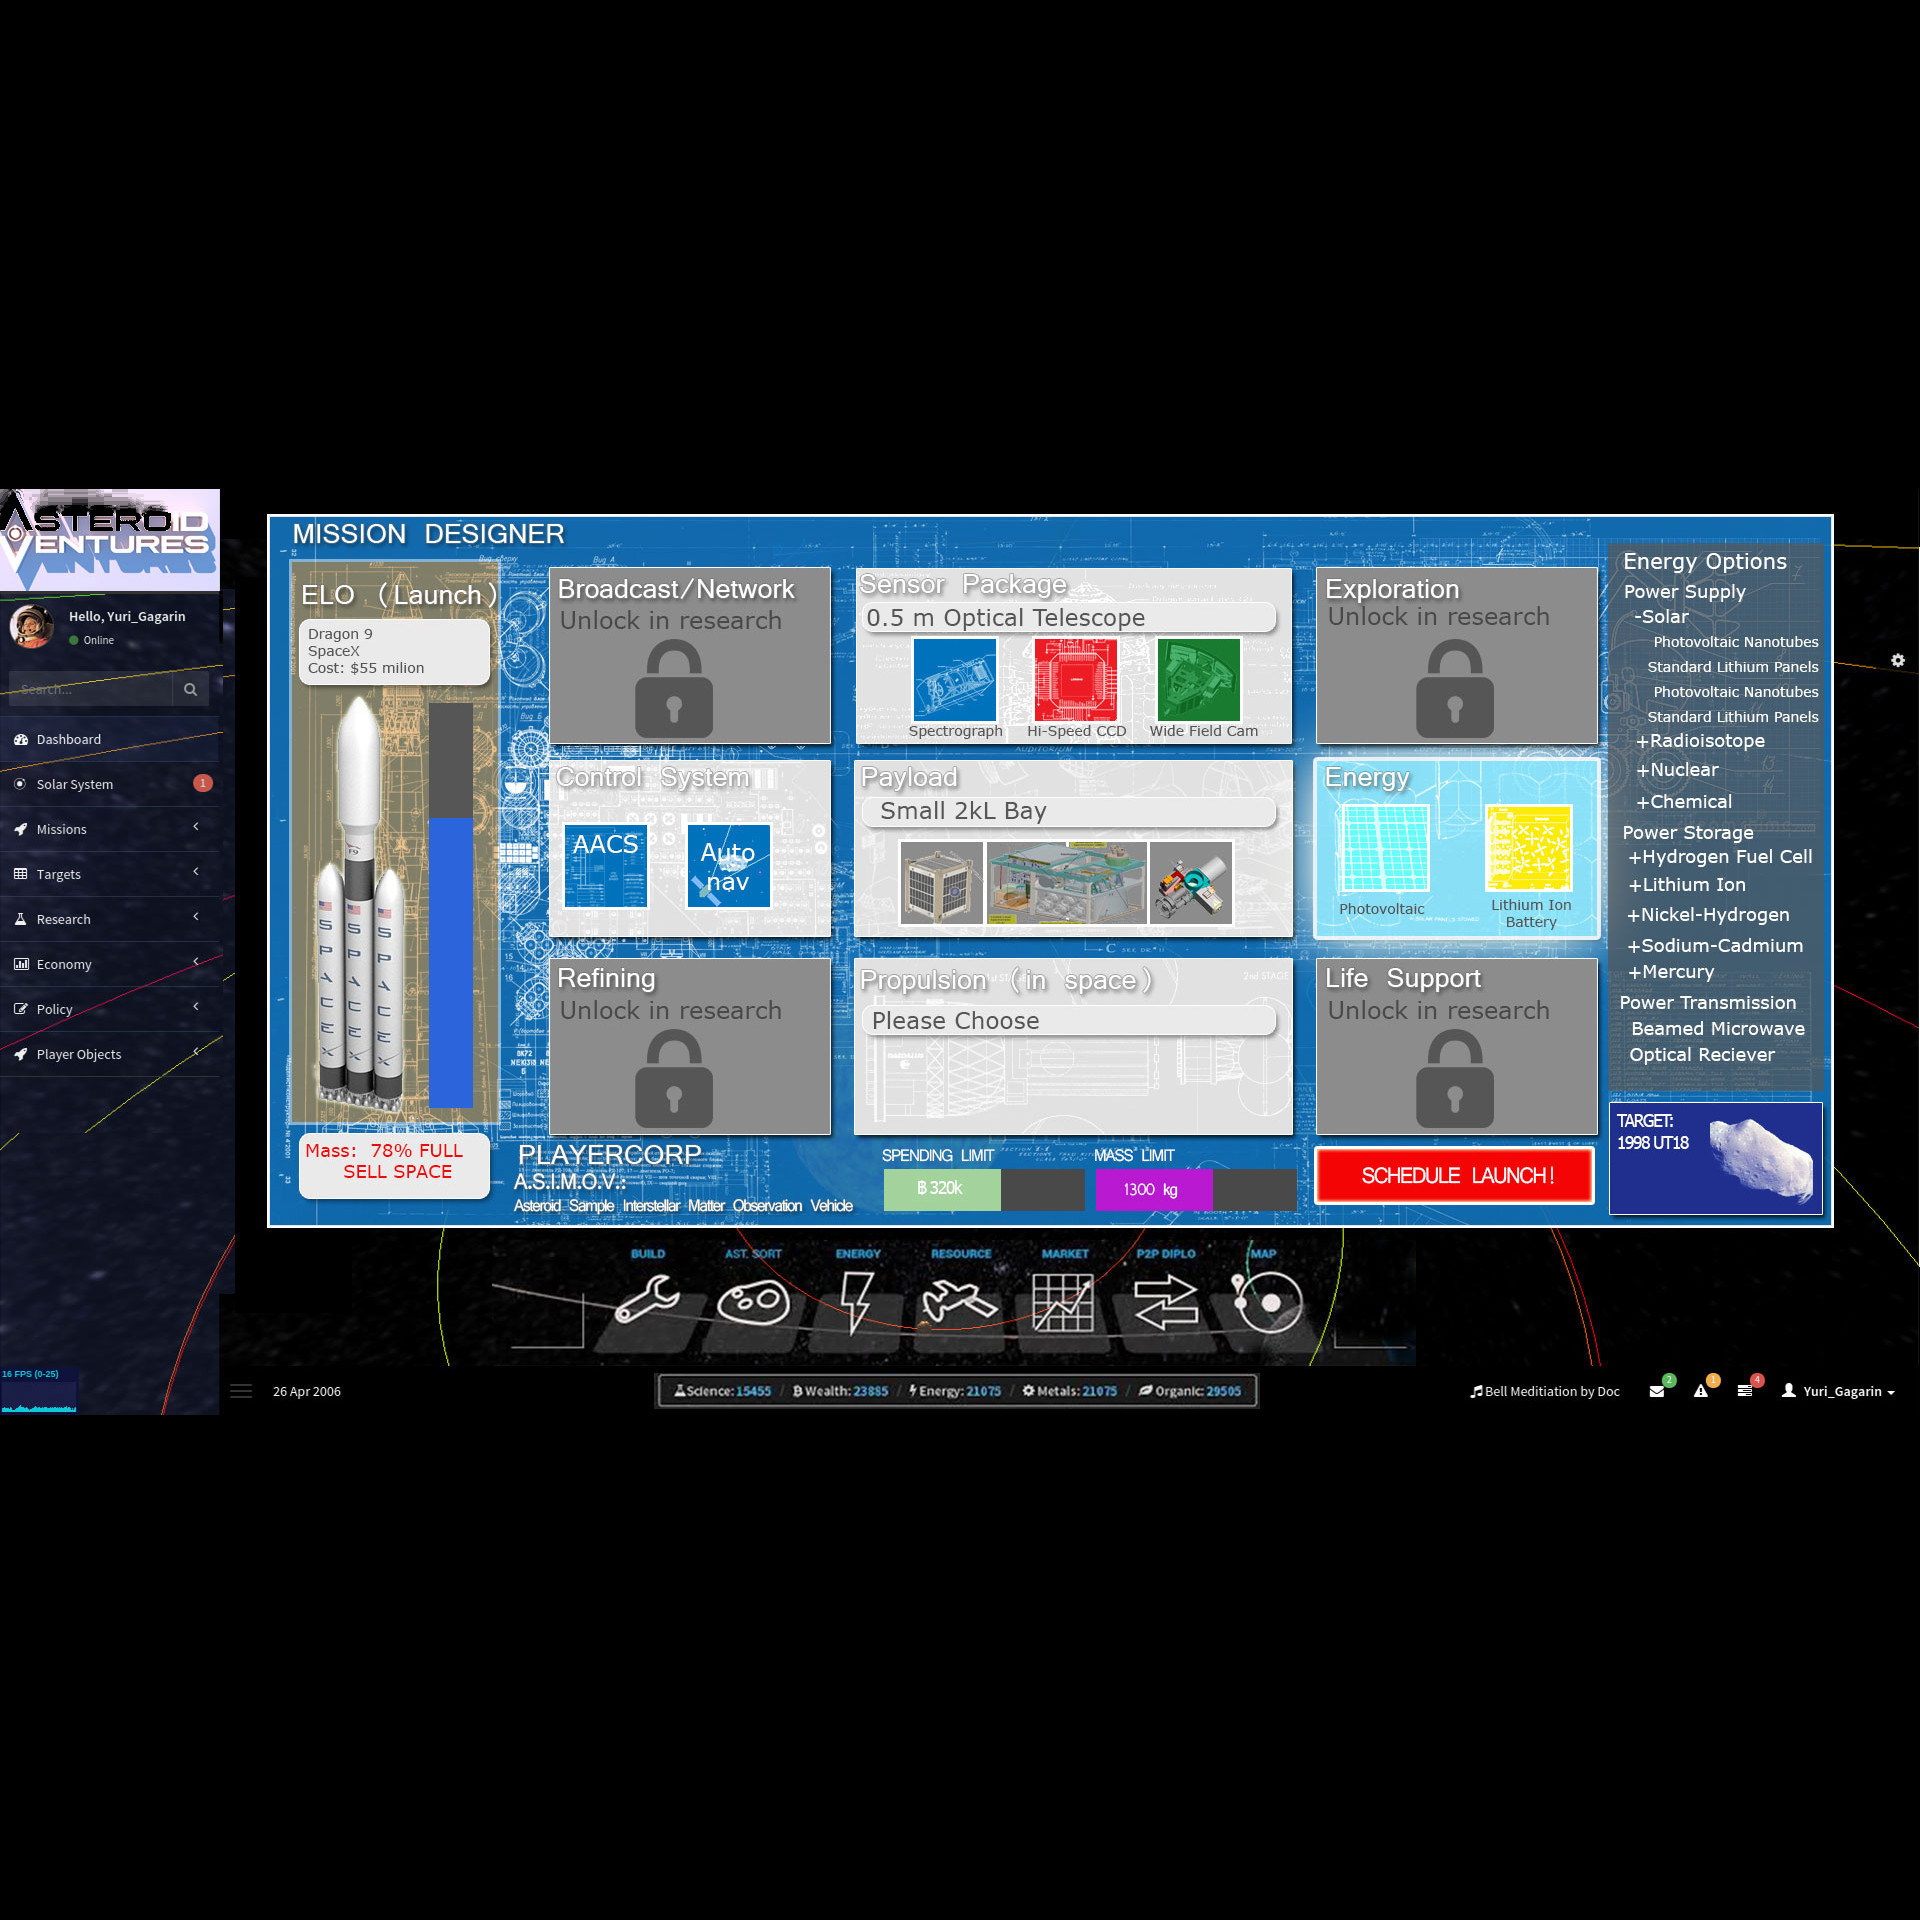 ASTEROID
VENTURES
Hello, Yuri_Gagarin
Online
Search...
Dashboard
Solar System
1
Missions
Targets
Research
Economy
Policy
Player Objects
16 FPS (0-25)
MISSION DESIGNER
ELO (Launch)
Dragon 9
SpaceX
Cost: $55 milion
F9
SPACEX
SPACEX
SPACEX
Mass: 78% FULL
SELL SPACE
Broadcast/Network
Unlock in research
Sensor Package
0.5 m Optical Telescope
Spectrograph
Hi-Speed CCD
Wide Field Cam
Exploration
Unlock in research
Control System
AACS
Auto
nav
Payload
Small 2kL Bay
Energy
Photovoltaic
Lithium Ion
Battery
Refining
Unlock in research
Propulsion (in space)
2nd STAGE
Please Choose
Life Support
Unlock in research
Energy Options
Power Supply
-Solar
Photovoltaic Nanotubes
Standard Lithium Panels
Photovoltaic Nanotubes
Standard Lithium Panels
+Radioisotope
+Nuclear
+Chemical
Power Storage
+Hydrogen Fuel Cell
+Lithium Ion
+Nickel-Hydrogen
+Sodium-Cadmium
+Mercury
Power Transmission
Beamed Microwave
Optical Reciever
PLAYERCORP
A.S.I.M.O.V.:
Asteroid Sample Interstellar Matter Observation Vehicle
SPENDING LIMIT
฿ 320k
MASS LIMIT
1300 kg
SCHEDULE LAUNCH!
TARGET:
1998 UT18
BUILD
AST. SORT
ENERGY
RESOURCE
MARKET
P2P DIPLO
MAP
26 Apr 2006
Science: 15455 / Wealth: 23885 / Energy: 21075 / Metals: 21075 / Organic: 29505
Bell Meditiation by Doc
2
1
4
Yuri_Gagarin